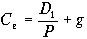 C_e = D_1/P + g